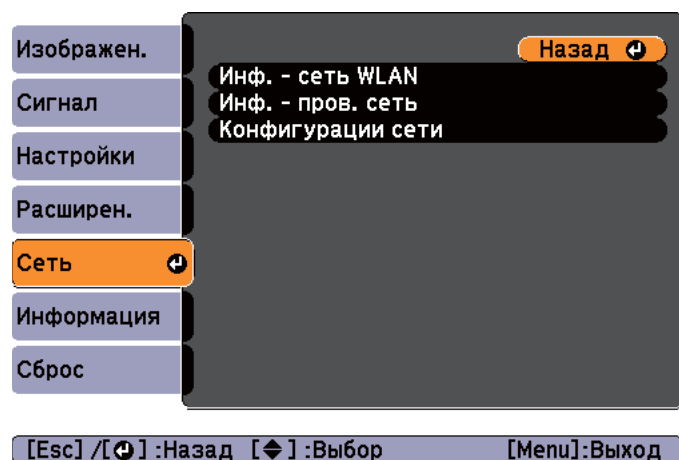 Изображен.
Сигнал
Настройки
Расширен.
Сеть
Информация
Сброс
Назад
Инф. - сеть WLAN
Инф. - пров. сеть
Конфигурации сети
[Esc] /[⏎] :Назад [◆] :Выбор [Menu]:Выход